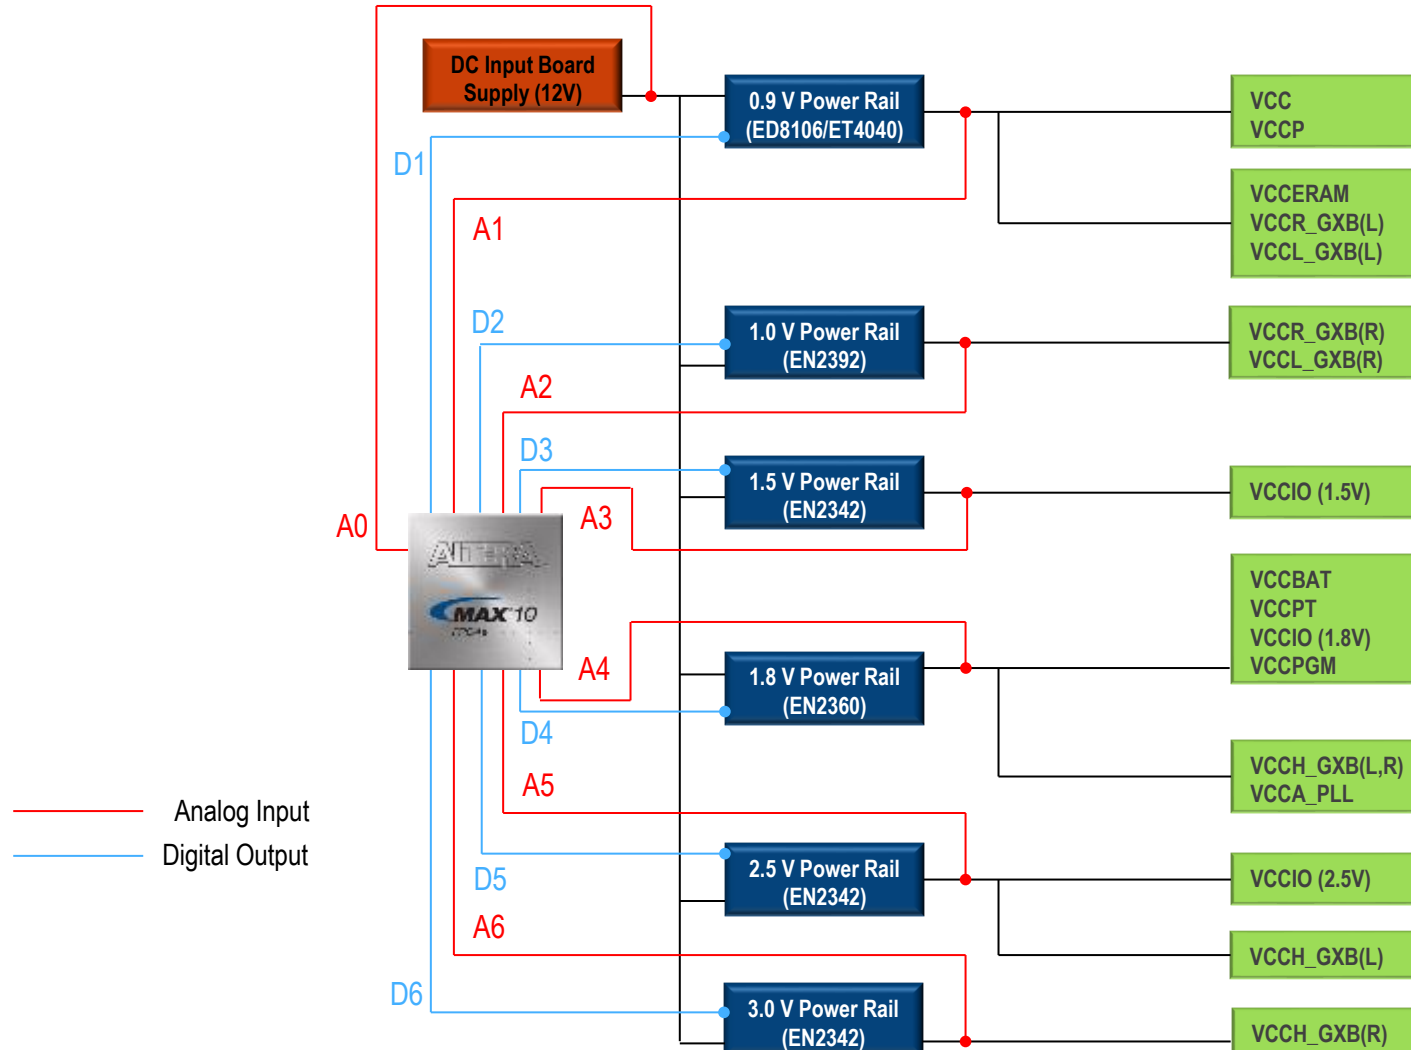 DC Input Board
Supply (12V)
0.9 V Power Rail
(ED8106/ET4040)
VCC
VCCP
D1
A1
VCCERAM
VCCR_GXB(L)
VCCL_GXB(L)
D2
1.0 V Power Rail
(EN2392)
VCCR_GXB(R)
VCCL_GXB(R)
A2
D3
1.5 V Power Rail
(EN2342)
VCCIO (1.5V)
A3
A0
ALTERA
MAX 10
FPGAs
VCCBAT
VCCPT
VCCIO (1.8V)
VCCPGM
A4
1.8 V Power Rail
(EN2360)
D4
A5
VCCH_GXB(L,R)
VCCA_PLL
Analog Input
Digital Output
D5
2.5 V Power Rail
(EN2342)
VCCIO (2.5V)
A6
VCCH_GXB(L)
D6
3.0 V Power Rail
(EN2342)
VCCH_GXB(R)